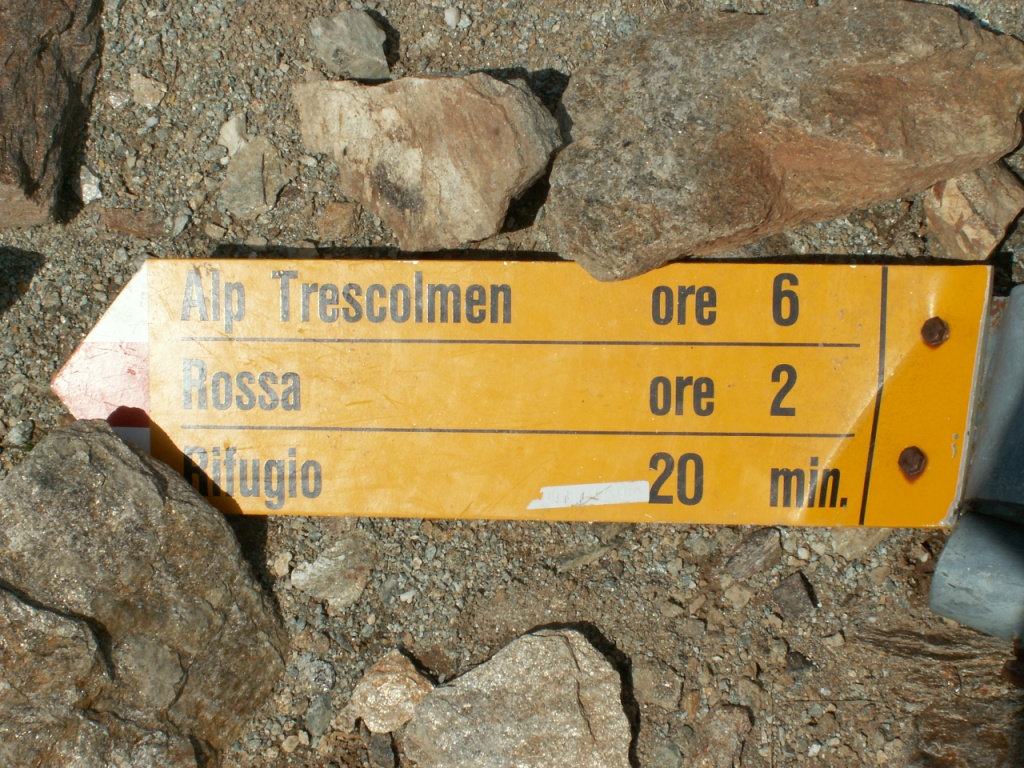 Alp Trescolmen ore 6
Rossa ore 2
Rifugio 20 min.